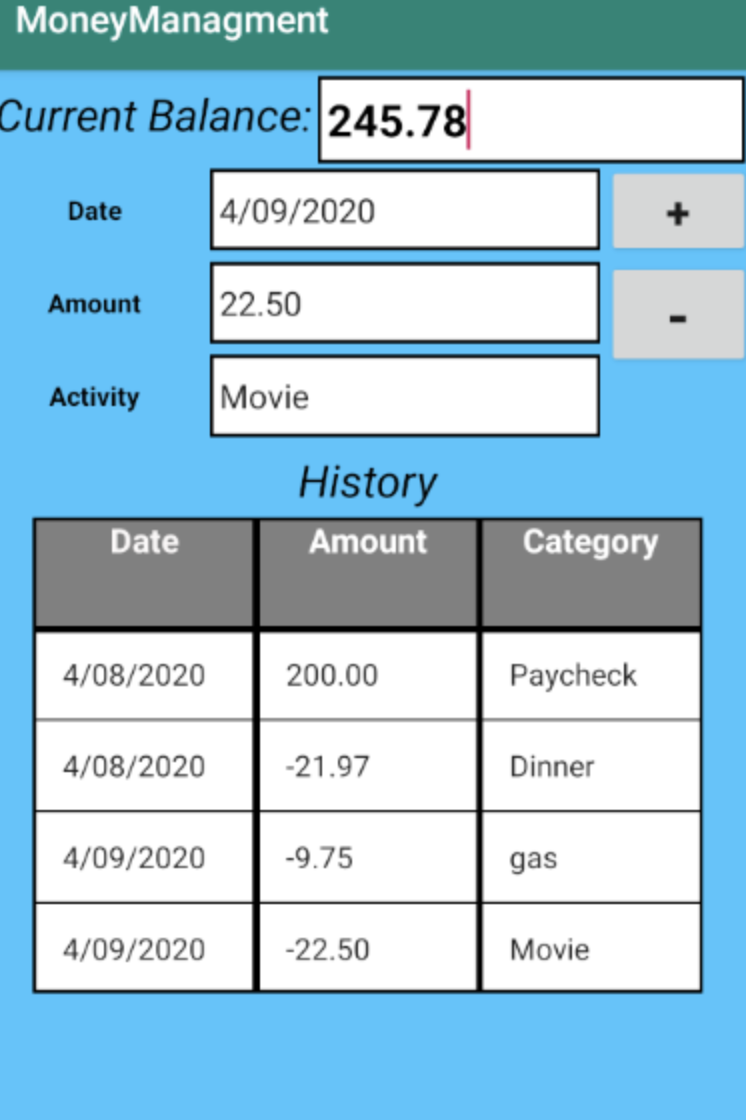 MoneyManagment
Current Balance: 245.78
Date 4/09/2020 +
Amount 22.50 -
Activity Movie
History
Date Amount Category
4/08/2020 200.00 Paycheck
4/08/2020 -21.97 Dinner
4/09/2020 -9.75 gas
4/09/2020 -22.50 Movie